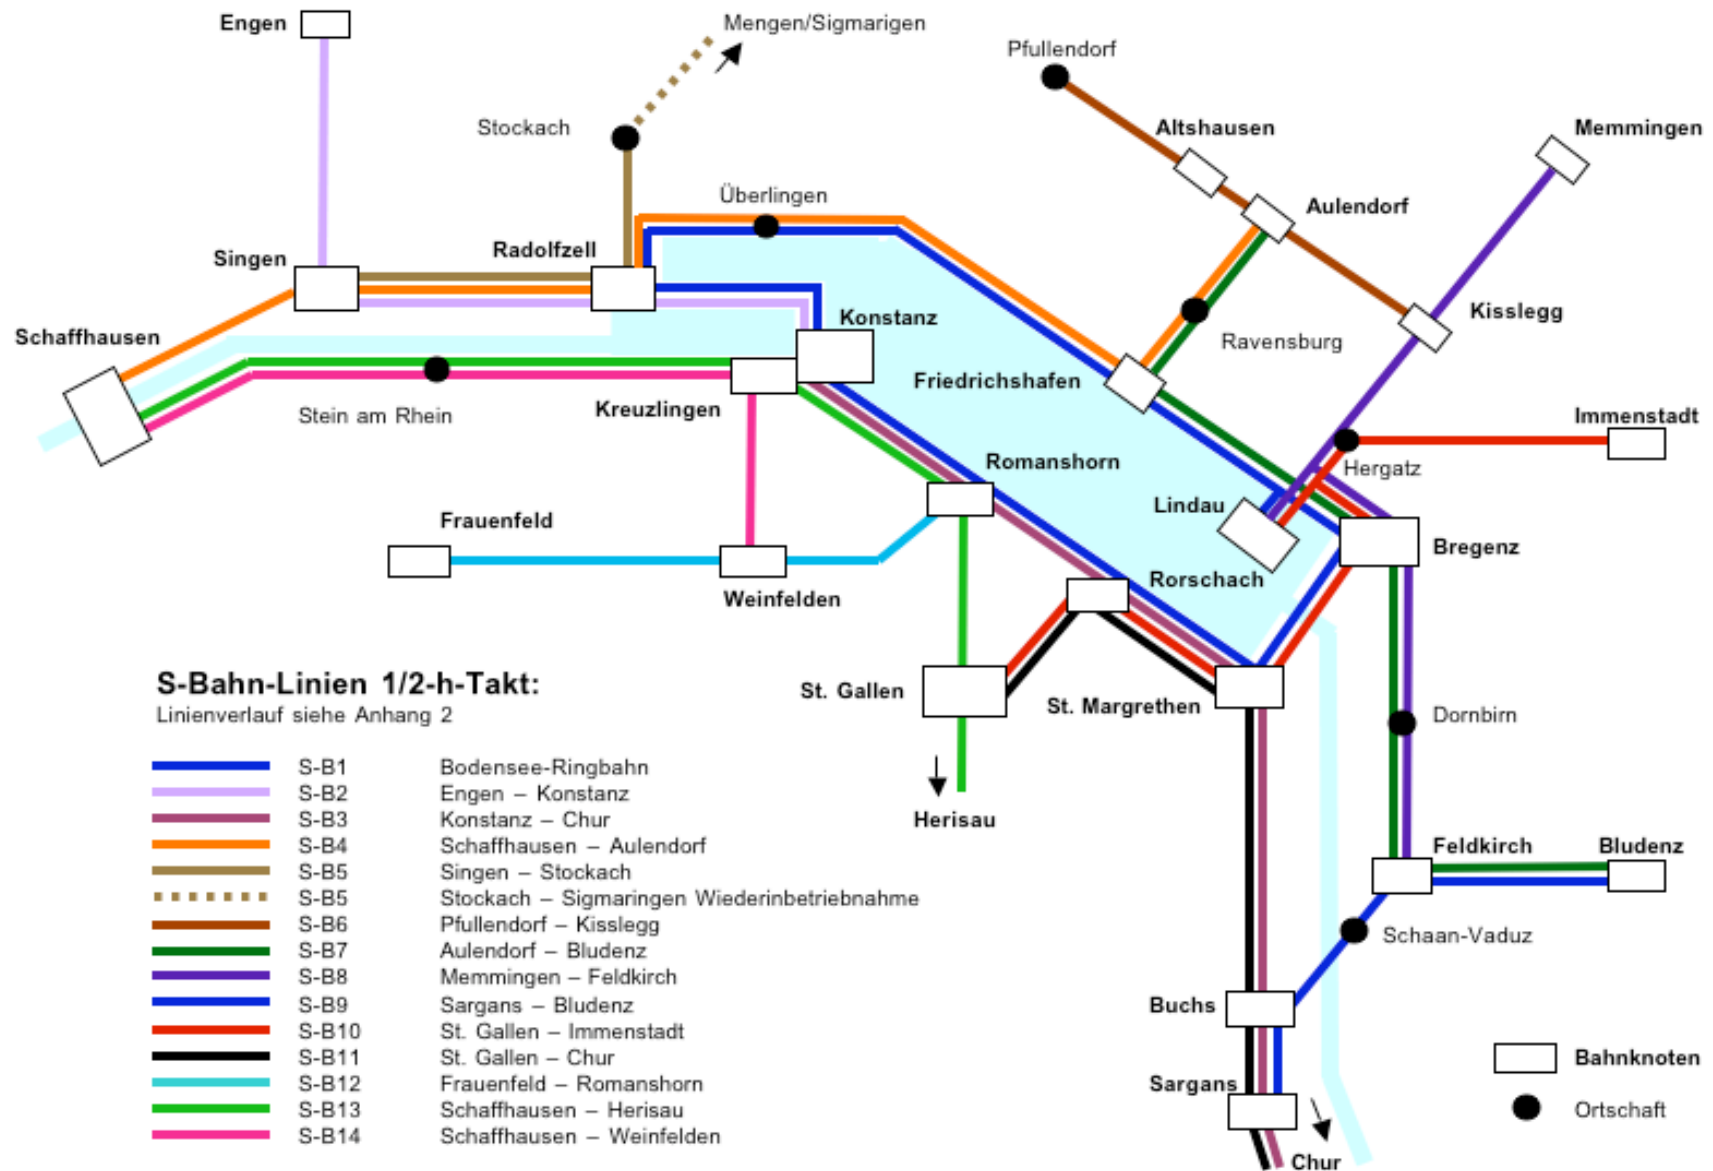 Engen
Mengen/Sigmarigen
Pfullendorf
Stockach
Altshausen
Memmingen
Überlingen
Aulendorf
Singen
Radolfzell
Kisslegg
Schaffhausen
Konstanz
Ravensburg
Friedrichshafen
Stein am Rhein
Kreuzlingen
Immenstadt
Romanshorn
Hergatz
Lindau
Frauenfeld
Bregenz
Rorschach
Weinfelden
St. Gallen
St. Margrethen
Dornbirn
Herisau
Feldkirch
Bludenz
Schaan-Vaduz
Buchs
Sargans
Chur
S-Bahn-Linien 1/2-h-Takt:
Linienverlauf siehe Anhang 2
S-B1 Bodensee-Ringbahn
S-B2 Engen – Konstanz
S-B3 Konstanz – Chur
S-B4 Schaffhausen – Aulendorf
S-B5 Singen – Stockach
S-B5 Stockach – Sigmaringen Wiederinbetriebnahme
S-B6 Pfullendorf – Kisslegg
S-B7 Aulendorf – Bludenz
S-B8 Memmingen – Feldkirch
S-B9 Sargans – Bludenz
S-B10 St. Gallen – Immenstadt
S-B11 St. Gallen – Chur
S-B12 Frauenfeld – Romanshorn
S-B13 Schaffhausen – Herisau
S-B14 Schaffhausen – Weinfelden
Bahnknoten
Ortschaft